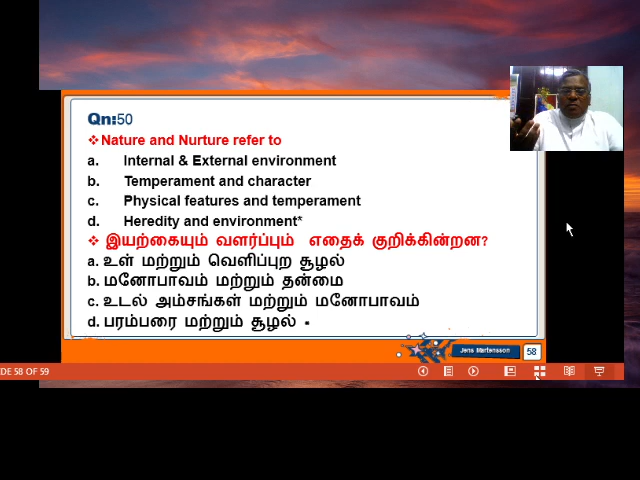 Qn:50
❖Nature and Nurture refer to
a. Internal & External environment
b. Temperament and character
c. Physical features and temperament
d. Heredity and environment*
❖ இயற்கையும் வளர்ப்பும் எதைக் குறிக்கின்றன?
a. உள் மற்றும் வெளிப்புற சூழல்
b. மனோபாவம் மற்றும் தன்மை
c. உடல் அம்சங்கள் மற்றும் மனோபாவம்
d. பரம்பரை மற்றும் சூழல் *
Jens Martensson
58
DE 58 OF 59